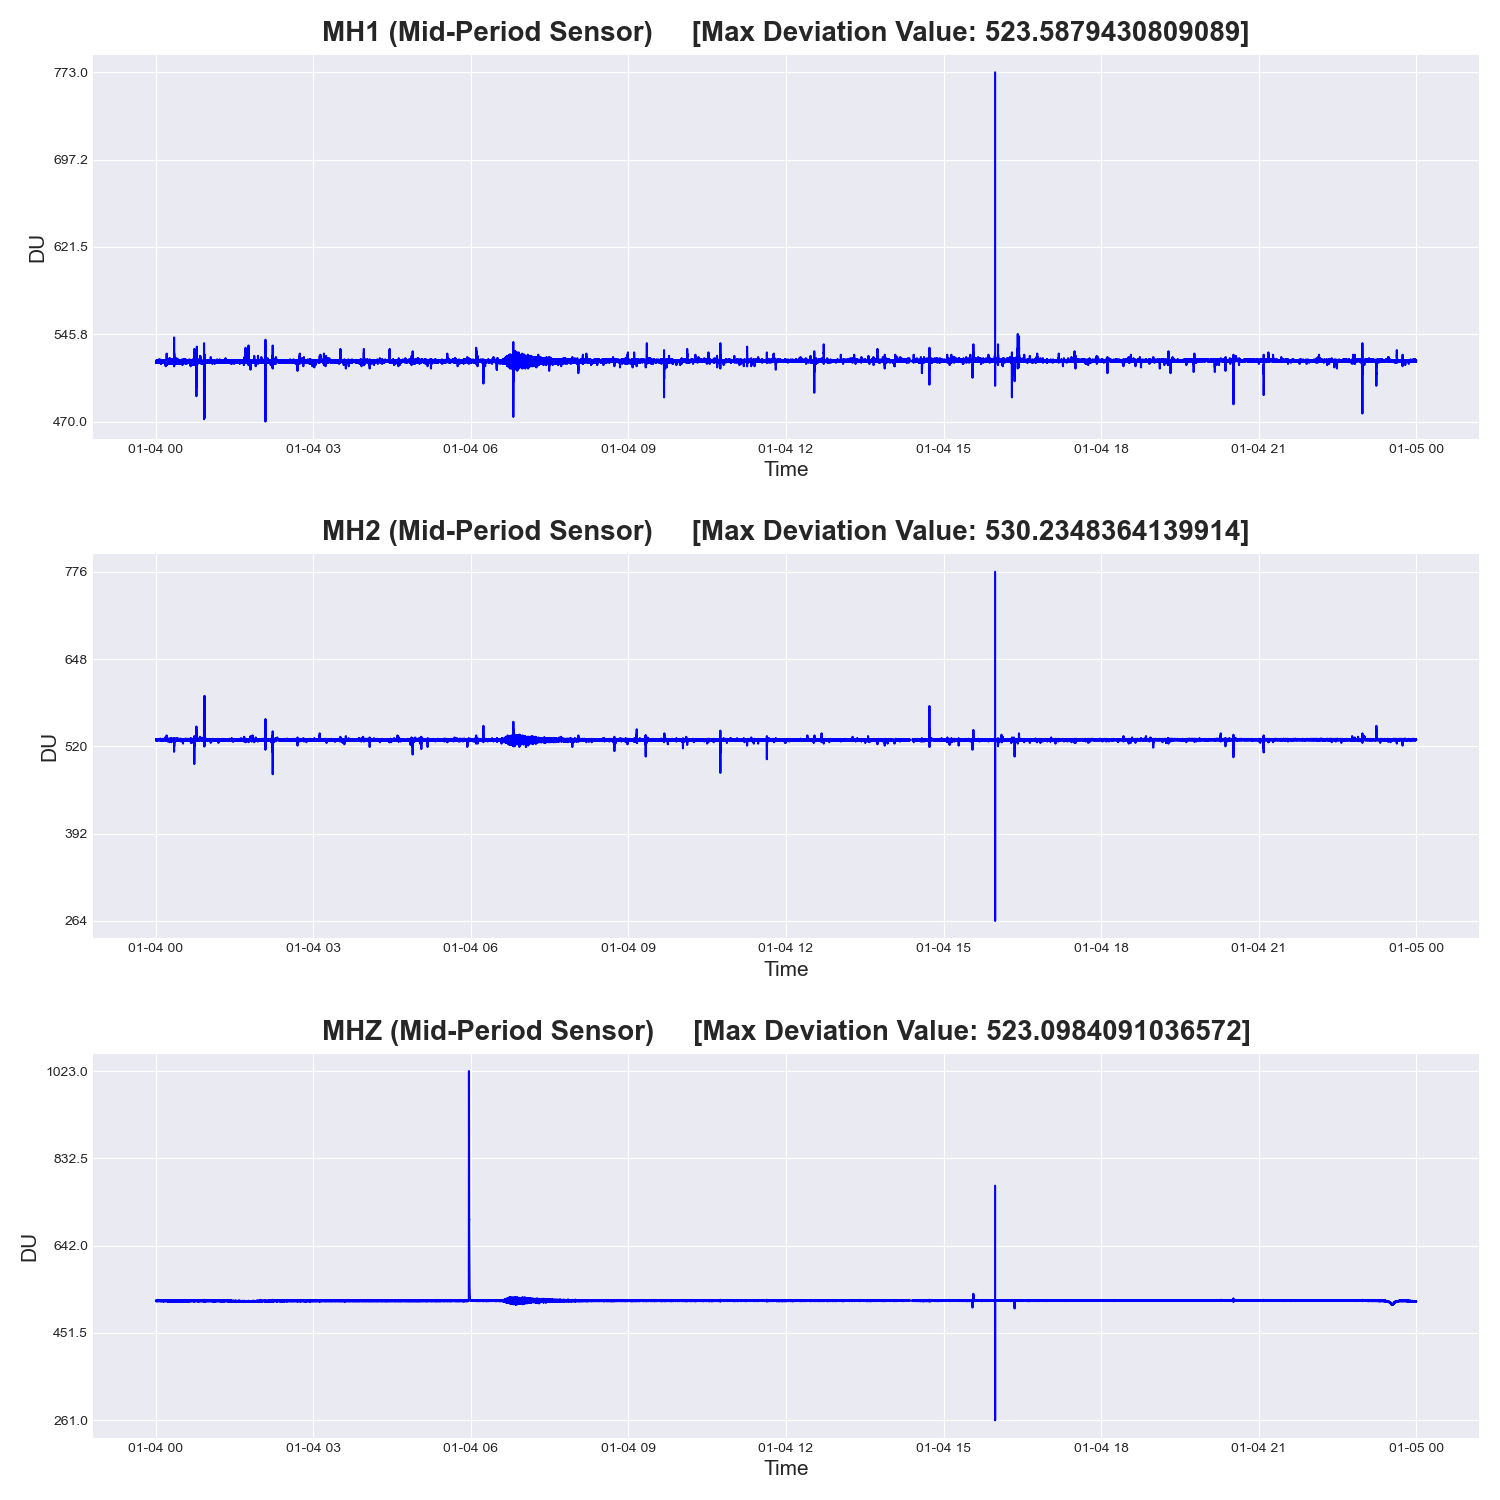 MH1 (Mid-Period Sensor) [Max Deviation Value: 523.5879430809089]
773.0
697.2
621.5
545.8
470.0
DU
01-04 00 01-04 03 01-04 06 01-04 09 01-04 12 01-04 15 01-04 18 01-04 21 01-05 00
Time
MH2 (Mid-Period Sensor) [Max Deviation Value: 530.2348364139914]
776
648
520
392
264
DU
01-04 00 01-04 03 01-04 06 01-04 09 01-04 12 01-04 15 01-04 18 01-04 21 01-05 00
Time
MHZ (Mid-Period Sensor) [Max Deviation Value: 523.0984091036572]
1023.0
832.5
642.0
451.5
261.0
DU
01-04 00 01-04 03 01-04 06 01-04 09 01-04 12 01-04 15 01-04 18 01-04 21 01-05 00
Time